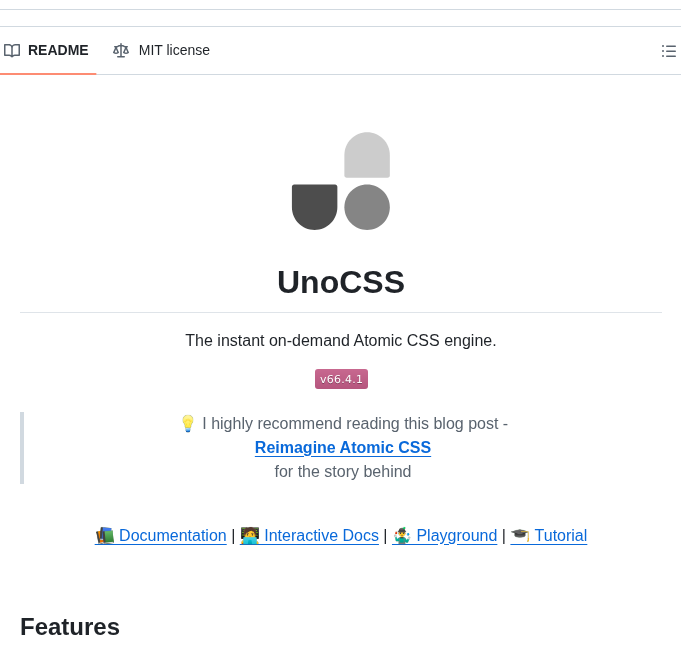 README MIT license
UnoCSS
The instant on-demand Atomic CSS engine.
v66.4.1
💡 I highly recommend reading this blog post -
Reimagine Atomic CSS
for the story behind
📚 Documentation | 🧑‍💻 Interactive Docs | 🤹‍♂️ Playground | 🎓 Tutorial
Features